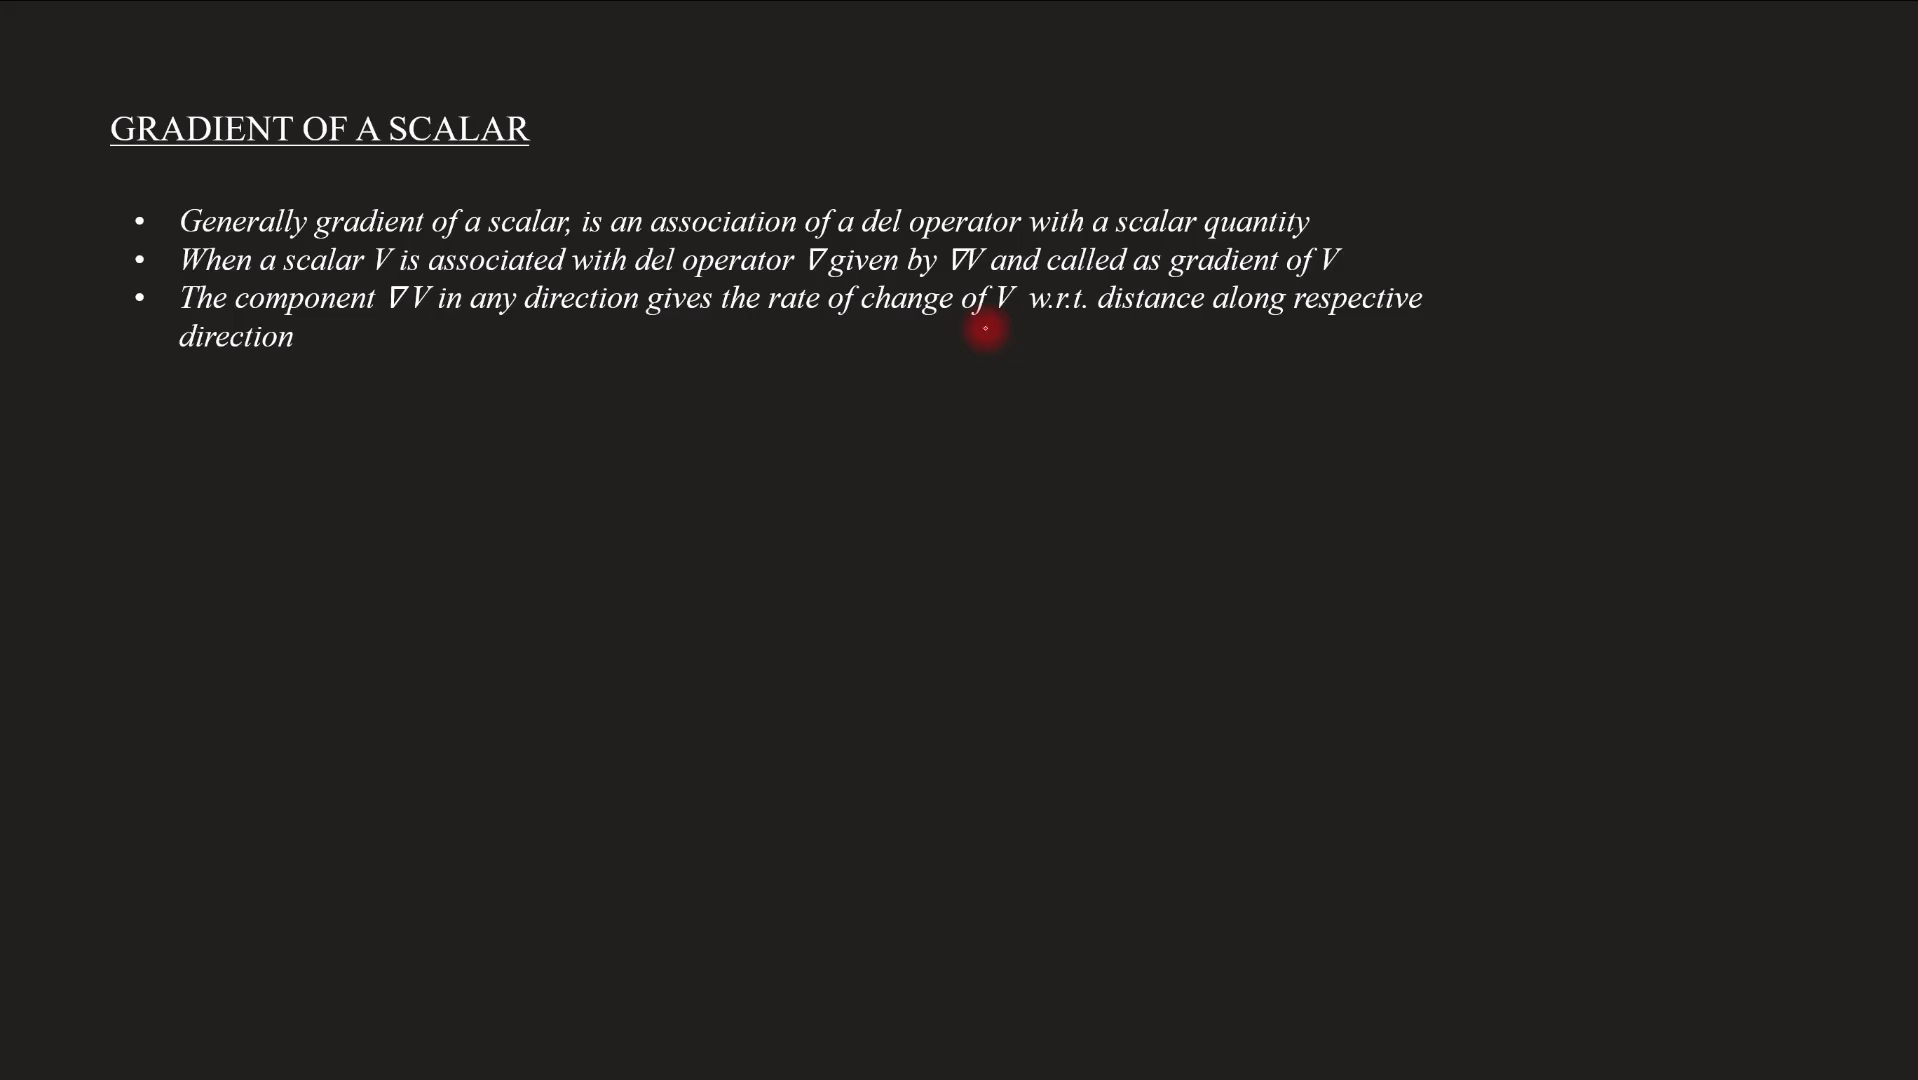 GRADIENT OF A SCALAR
• Generally gradient of a scalar, is an association of a del operator with a scalar quantity
• When a scalar V is associated with del operator ∇ given by ∇V and called as gradient of V
• The component ∇ V in any direction gives the rate of change of V w.r.t. distance along respective
direction